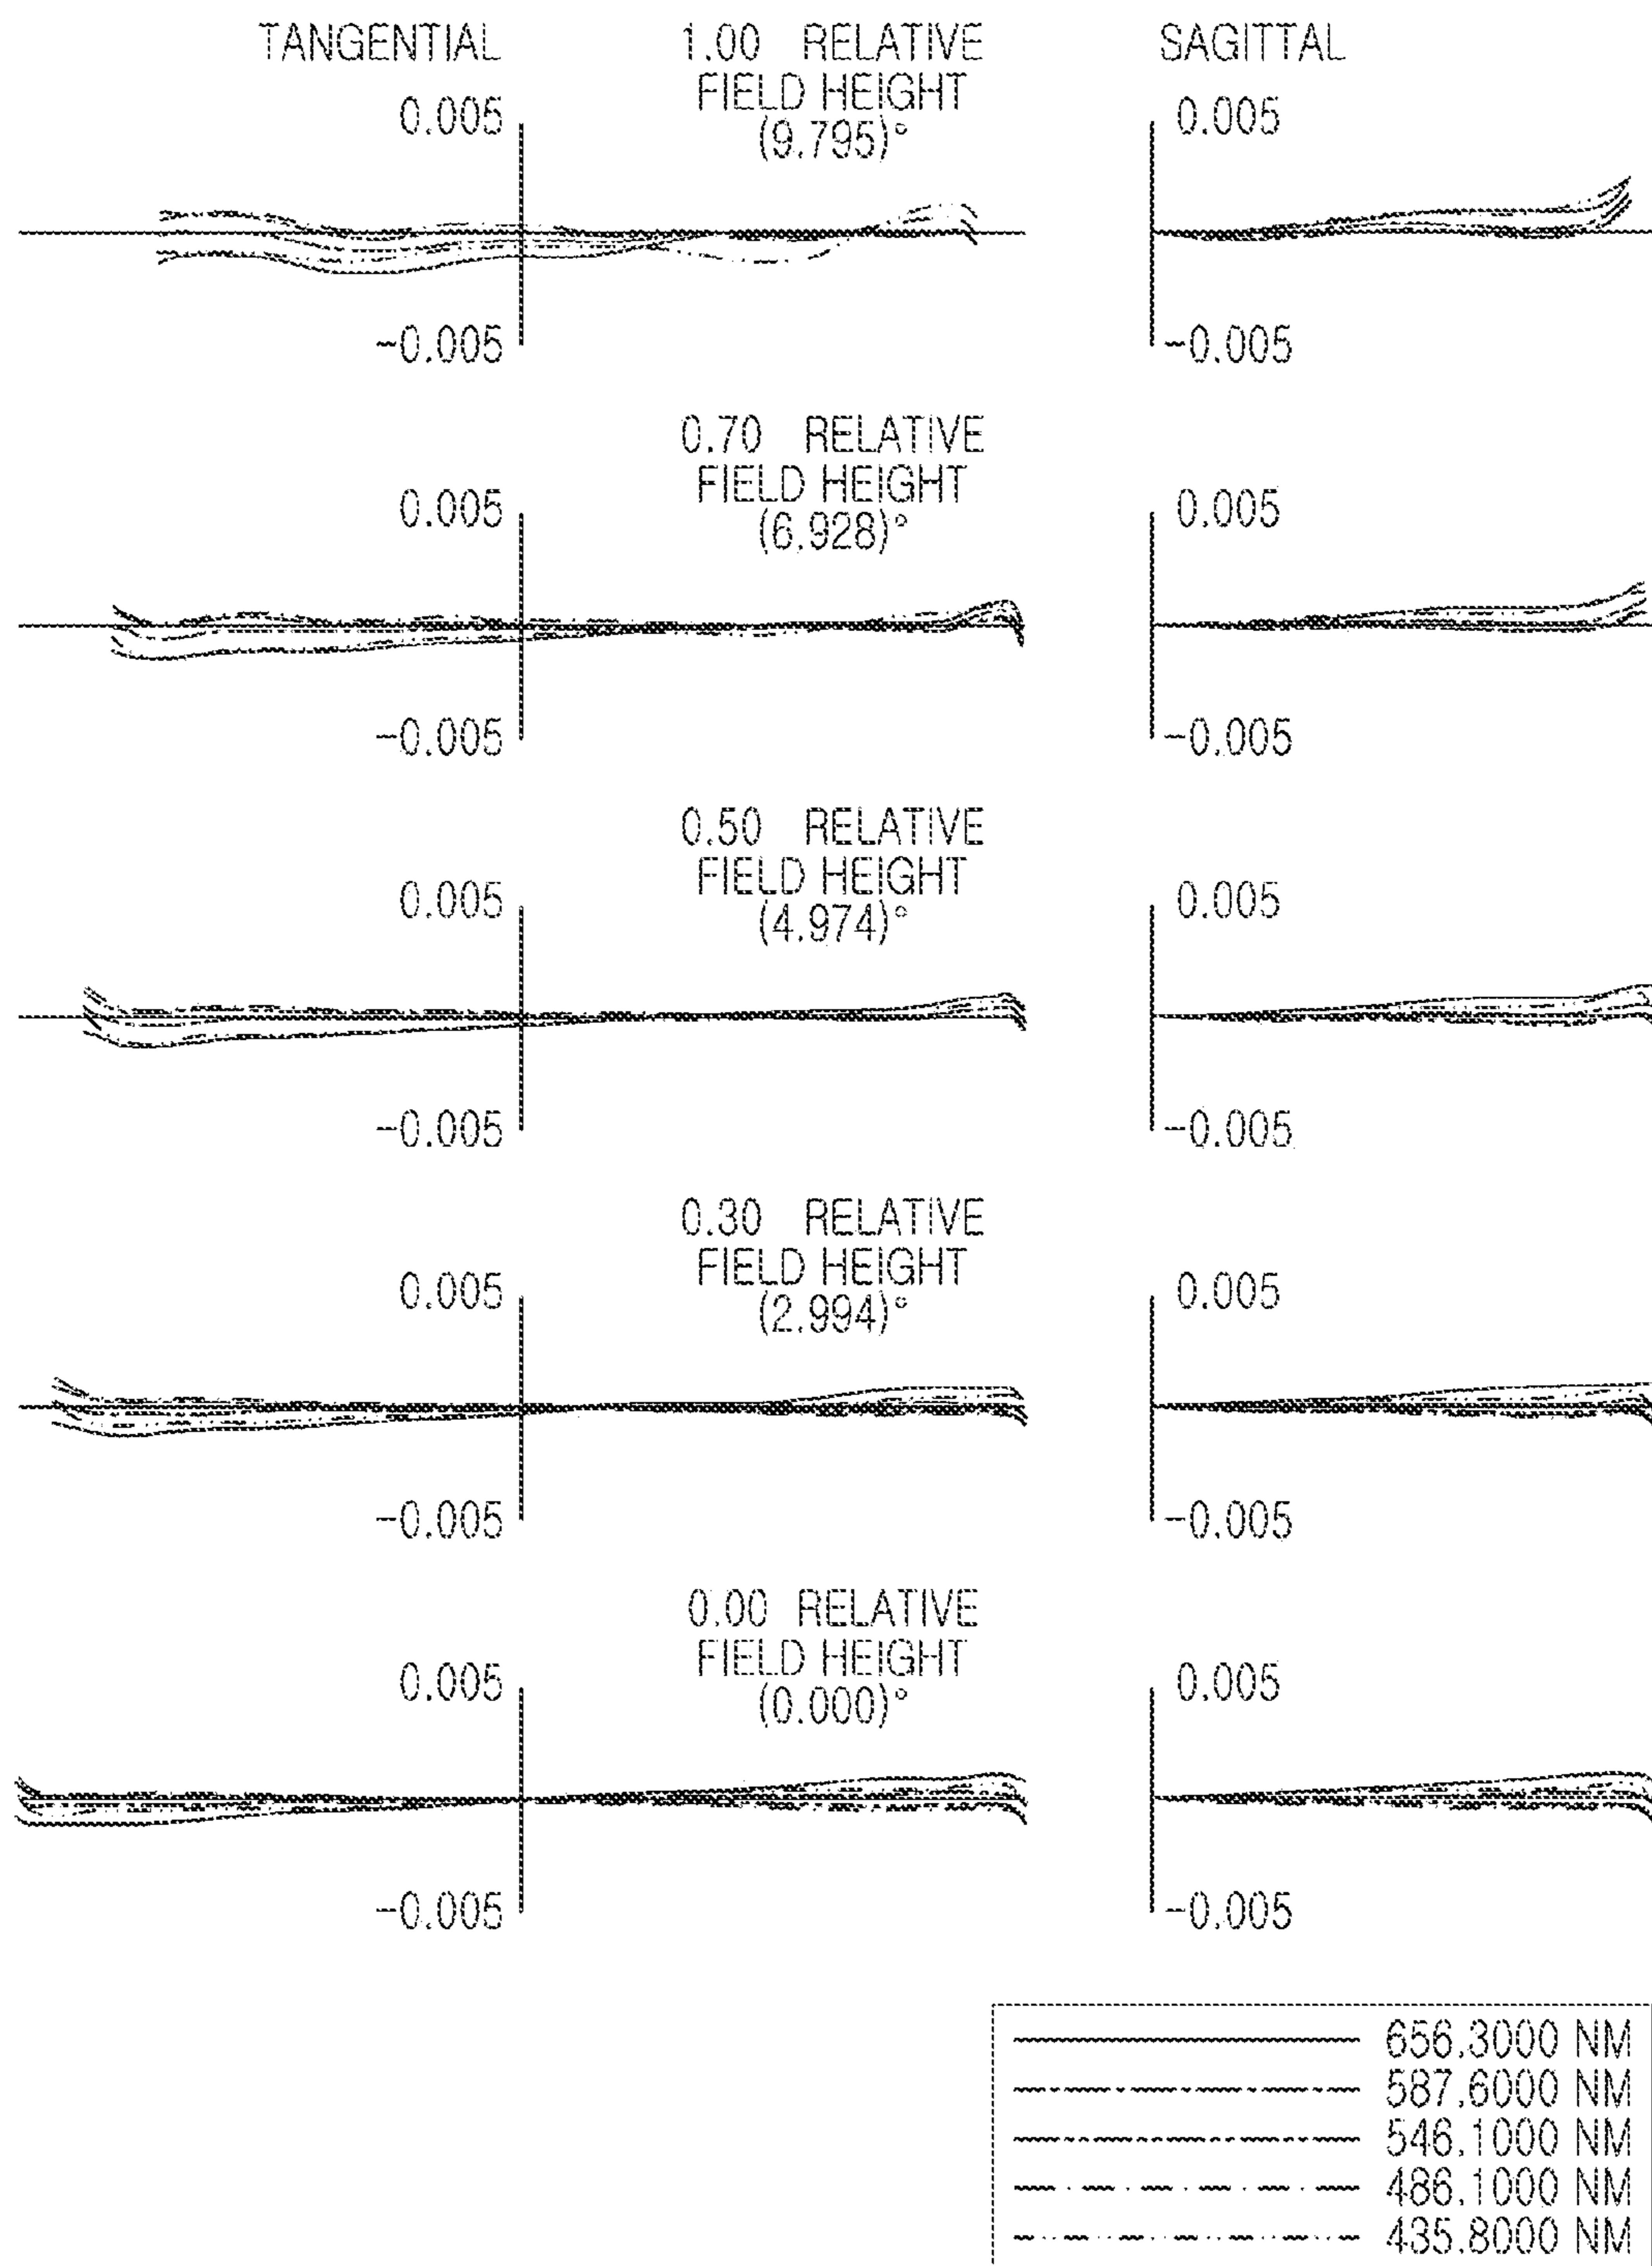 TANGENTIAL 1.00 RELATIVE SAGITTAL
FIELD HEIGHT
0.005 (9.795)° 0.005
-0.005 -0.005
0.70 RELATIVE
FIELD HEIGHT
0.005 (6.928)° 0.005
-0.005 -0.005
0.50 RELATIVE
FIELD HEIGHT
0.005 (4.974)° 0.005
-0.005 -0.005
0.30 RELATIVE
FIELD HEIGHT
0.005 (2.994)° 0.005
-0.005 -0.005
0.00 RELATIVE
FIELD HEIGHT
0.005 (0.000)° 0.005
-0.005 -0.005
656.3000 NM
587.6000 NM
546.1000 NM
486.1000 NM
435.8000 NM